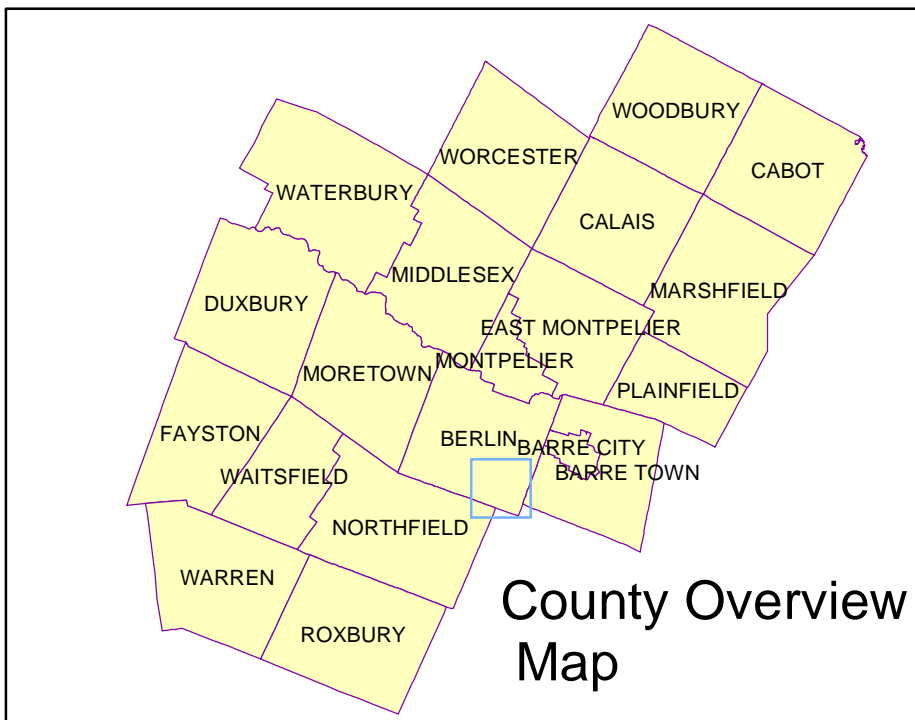 WOODBURY
WORCESTER
CABOT
WATERBURY
CALAIS
MIDDLESEX
MARSHFIELD
DUXBURY
EAST MONTPELIER
MONTPELIER
MORETOWN
PLAINFIELD
FAYSTON
BERLIN
BARRE CITY
BARRE TOWN
WAITSFIELD
NORTHFIELD
WARREN
ROXBURY
County Overview
Map